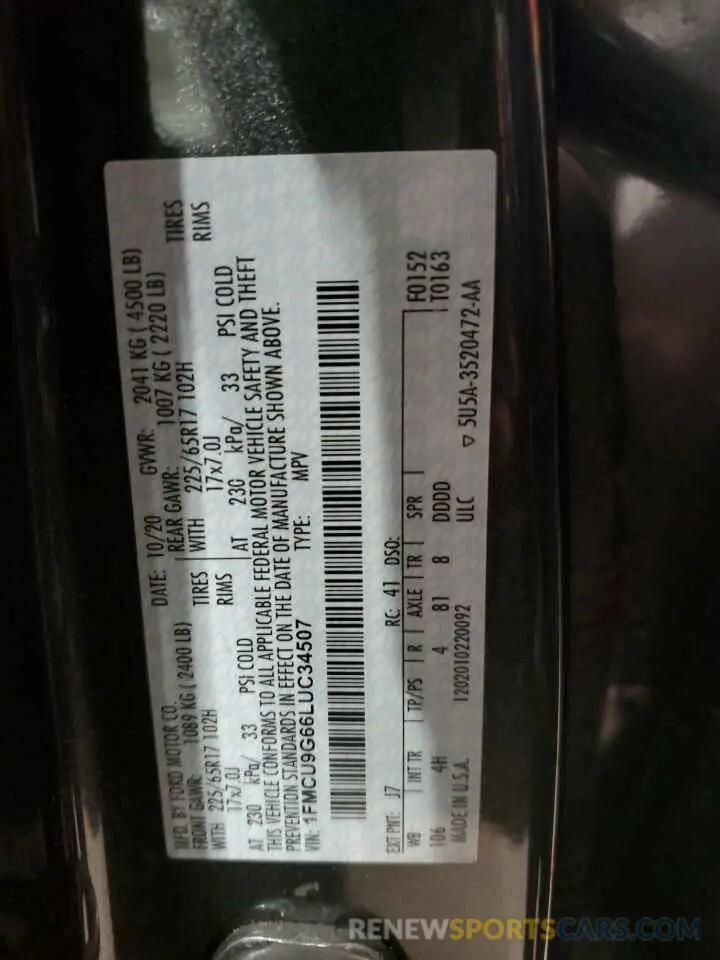 MFD. BY FORD MOTOR CO.
DATE: 10/20 GVWR: 2041 KG ( 4500 LB)
FRONT GAWR: 1089 KG ( 2400 LB) REAR GAWR: 1007 KG ( 2220 LB)
WITH 225/65R17 102H TIRES WITH 225/65R17 102H TIRES
17x7.0J RIMS 17x7.0J RIMS
AT 230 kPa/ 33 PSI COLD AT 230 kPa/ 33 PSI COLD
THIS VEHICLE CONFORMS TO ALL APPLICABLE FEDERAL MOTOR VEHICLE SAFETY AND THEFT
PREVENTION STANDARDS IN EFFECT ON THE DATE OF MANUFACTURE SHOWN ABOVE.
VIN: 1FMCU9G66LUC34507 TYPE: MPV
EXT PNT: J7 RC: 41 DSO: F0152
WB INT TR TP/PS R AXLE TR SPR T0163
106 4H 4 81 8 DDDD
MADE IN U.S.A. 1202010220092 ULC ▽ 5U5A-3520472-AA
RENEWSPORTSCARS.COM